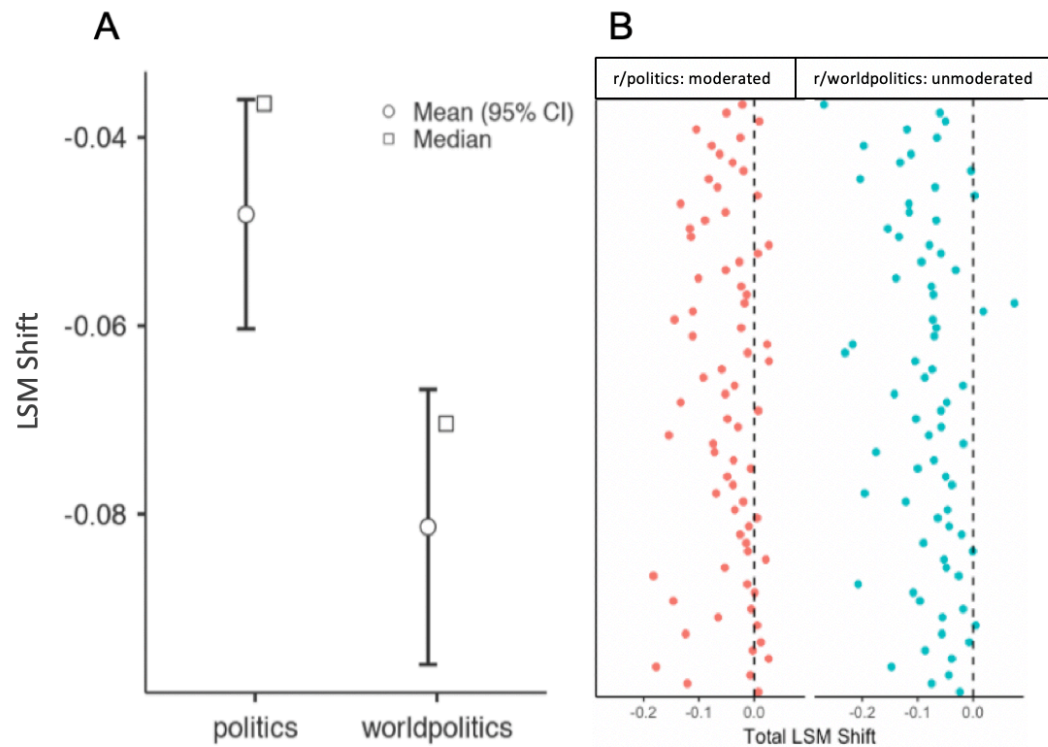 A
B
r/politics: moderated
r/worldpolitics: unmoderated
Mean (95% CI)
Median
-0.04
-0.06
-0.08
LSM Shift
politics
worldpolitics
-0.2
-0.1
0.0
-0.2
-0.1
0.0
Total LSM Shift